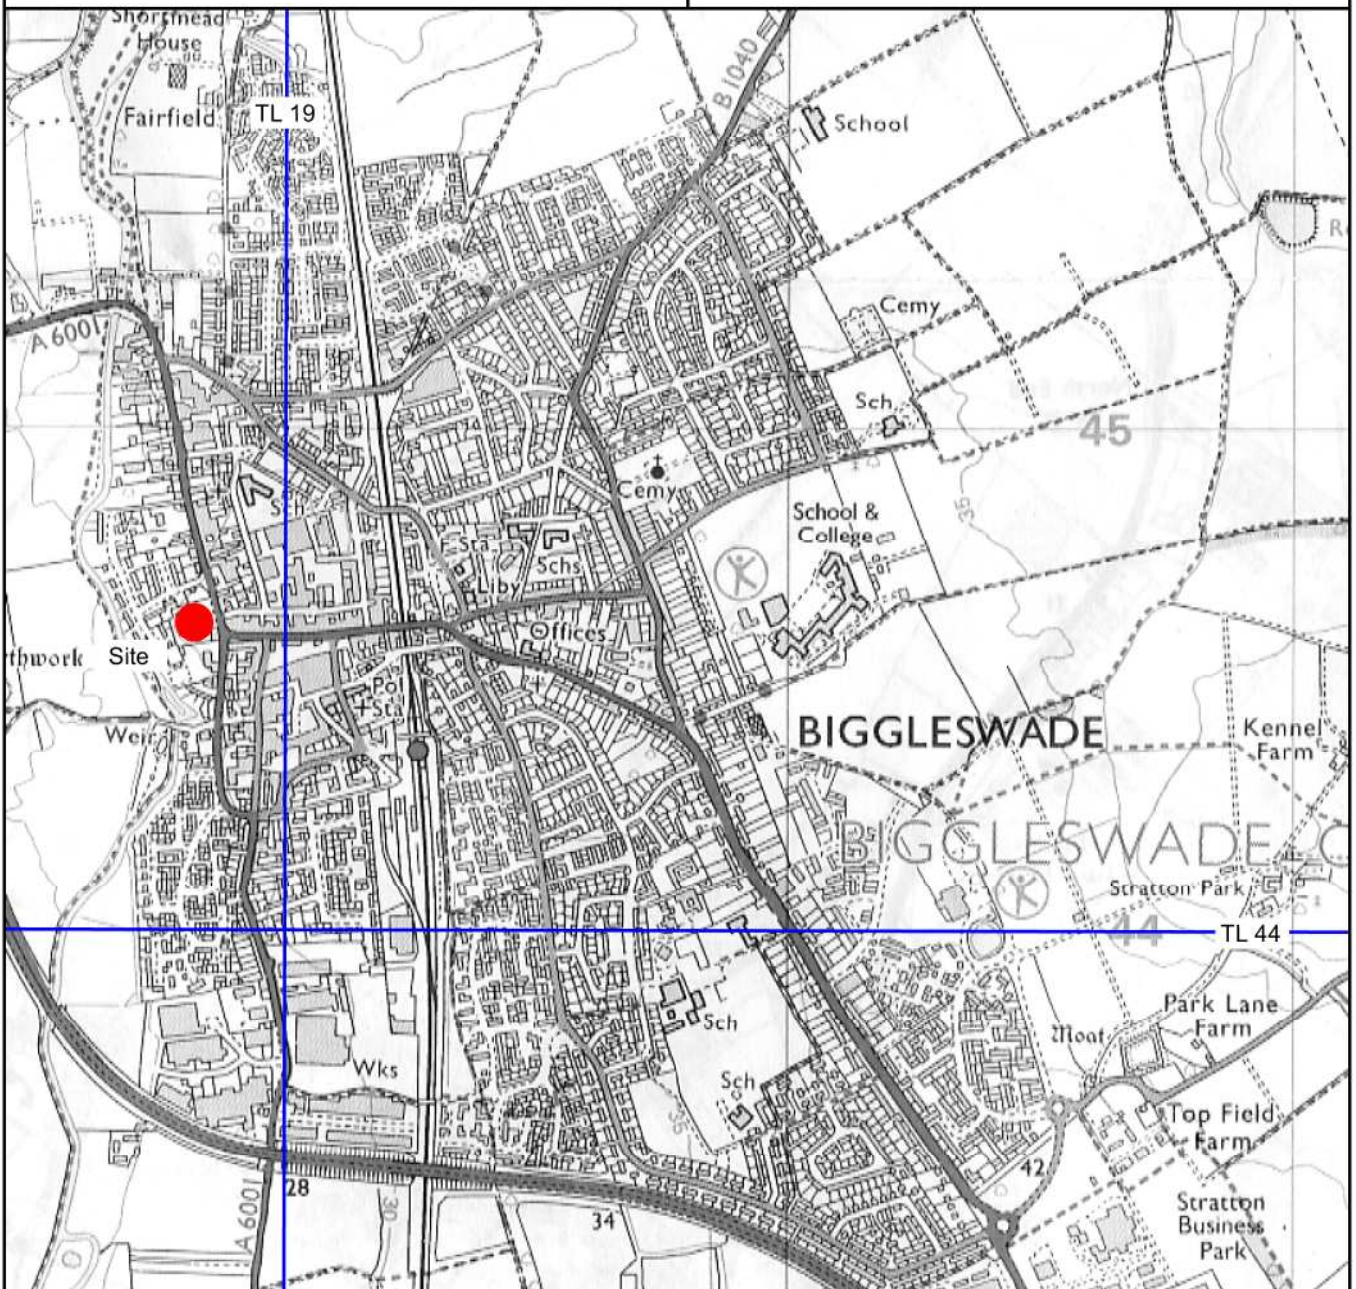 Shortmead
House
Fairfield
TL 19
B 1040
School
A 6001
Cemy
Sch
45
Cemy
Sch
School &
College
35
Sta
Schs
Liby
Offices
Site
thwork
Pol
Sta
Weir
BIGGLESWADE
Kennel
Farm
BIGGLESWADE C
Stratton Park
44
TL 44
Park Lane
Farm
Moat
Sch
Wks
Sch
Top Field
Farm
42
28
A 6001
30
34
Stratton
Business
Park